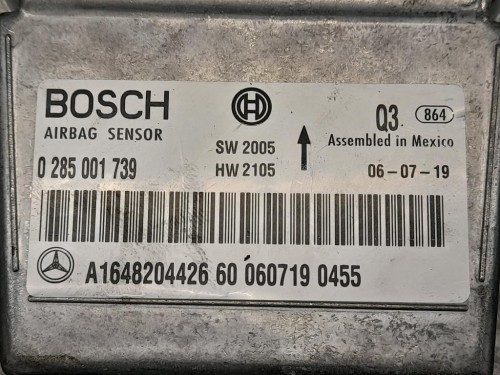 BOSCH
Q3 864
AIRBAG SENSOR
SW 2005
Assembled in Mexico
0 285 001 739
HW 2105
06-07-19
A1648204426 60 060719 0455